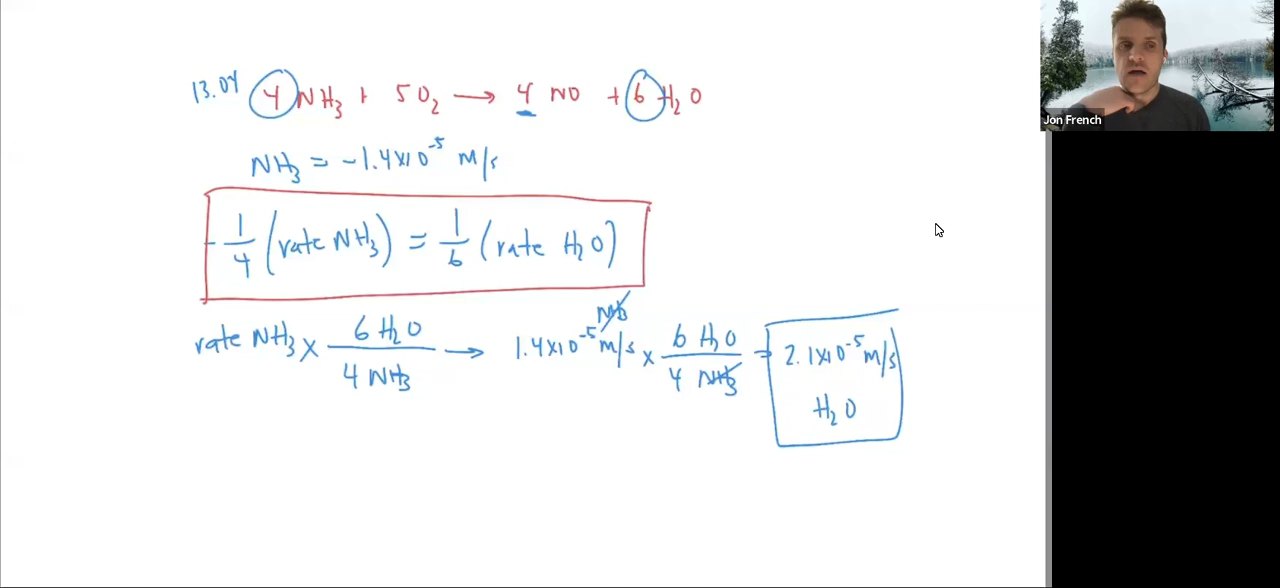 13.04 4 NH3 + 5O2 → 4 NO + 6 H2O
Jon French
NH3 = -1.4x10^-5 M/s
-1/4 (rate NH3) = 1/6 (rate H2O)
rate NH3 x 6 H2O / 4 NH3 → 1.4x10^-5 M/s NH3 x 6 H2O / 4 NH3 = 2.1x10^-5 M/s
H2O